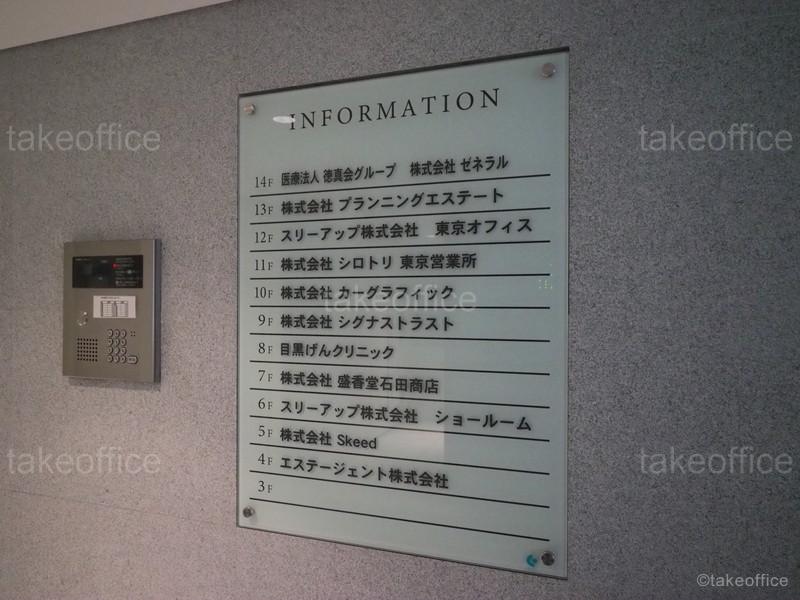 INFORMATION
14F 医療法人 徳真会グループ 株式会社 ゼネラル
13F 株式会社 プランニングエステート
12F スリーアップ株式会社 東京オフィス
11F 株式会社 シロトリ 東京営業所
10F 株式会社 カーグラフィック
9F 株式会社 シグナストラスト
8F 目黒げんクリニック
7F 株式会社 盛香堂石田商店
6F スリーアップ株式会社 ショールーム
5F 株式会社 Skeed
4F エステージェント株式会社
3F
takeoffice
takeoffice
takeoffice
takeoffice
takeoffice
©takeoffice